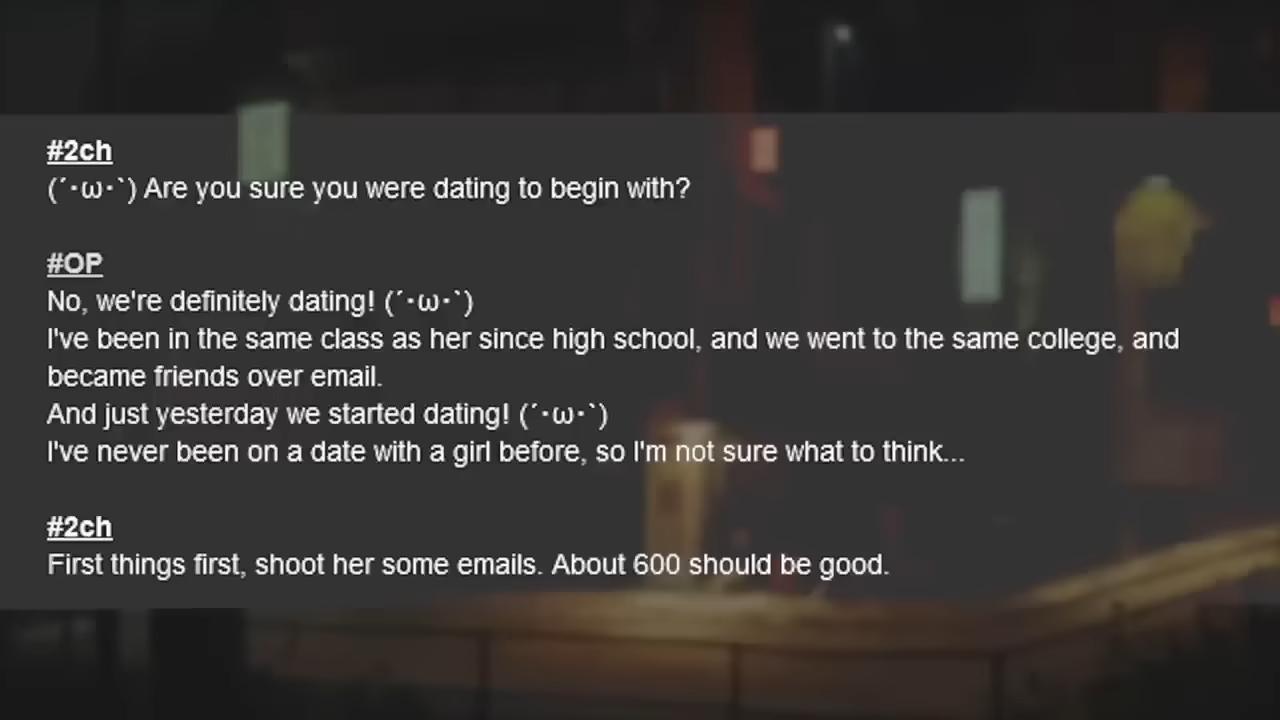 #2ch
(´･ω･`) Are you sure you were dating to begin with?
#OP
No, we're definitely dating! (´･ω･`)
I've been in the same class as her since high school, and we went to the same college, and
became friends over email.
And just yesterday we started dating! (´･ω･`)
I've never been on a date with a girl before, so I'm not sure what to think...
#2ch
First things first, shoot her some emails. About 600 should be good.